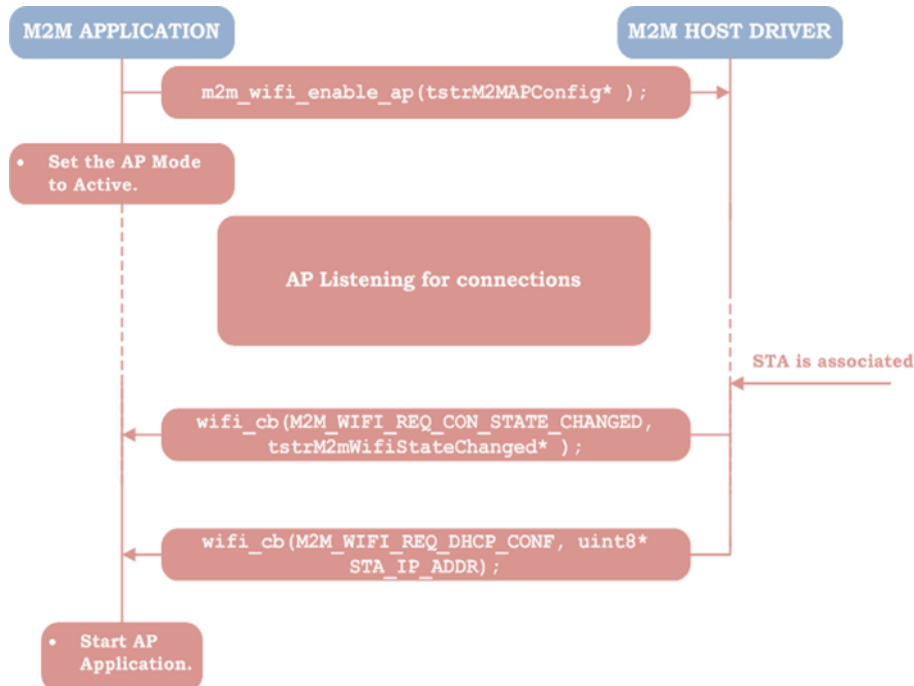 M2M APPLICATION
M2M HOST DRIVER
m2m_wifi_enable_ap(tstrM2MAPConfig* );
• Set the AP Mode
to Active.
AP Listening for connections
STA is associated
wifi_cb(M2M_WIFI_REQ_CON_STATE_CHANGED,
tstrM2mWifiStateChanged* );
wifi_cb(M2M_WIFI_REQ_DHCP_CONF, uint8*
STA_IP_ADDR);
• Start AP
Application.